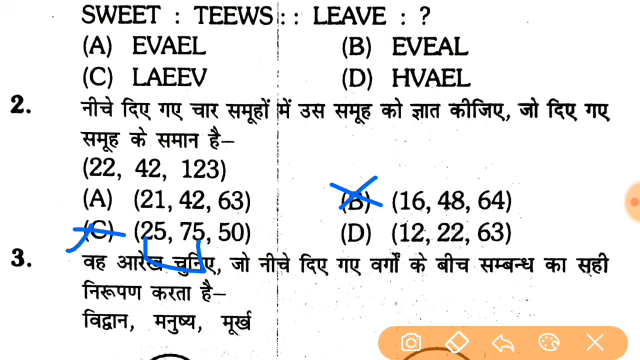 SWEET : TEEWS : : LEAVE : ?
(A) EVAEL (B) EVEAL
(C) LAEEV (D) HVAEL
2. नीचे दिए गए चार समूहों में उस समूह को ज्ञात कीजिए, जो दिए गए
समूह के समान है–
(22, 42, 123)
(A) (21, 42, 63) (B) (16, 48, 64)
(C) (25, 75, 50) (D) (12, 22, 63)
3. वह आरेख चुनिए, जो नीचे दिए गए वर्गों के बीच सम्बन्ध का सही
निरूपण करता है–
विद्वान, मनुष्य, मूर्ख